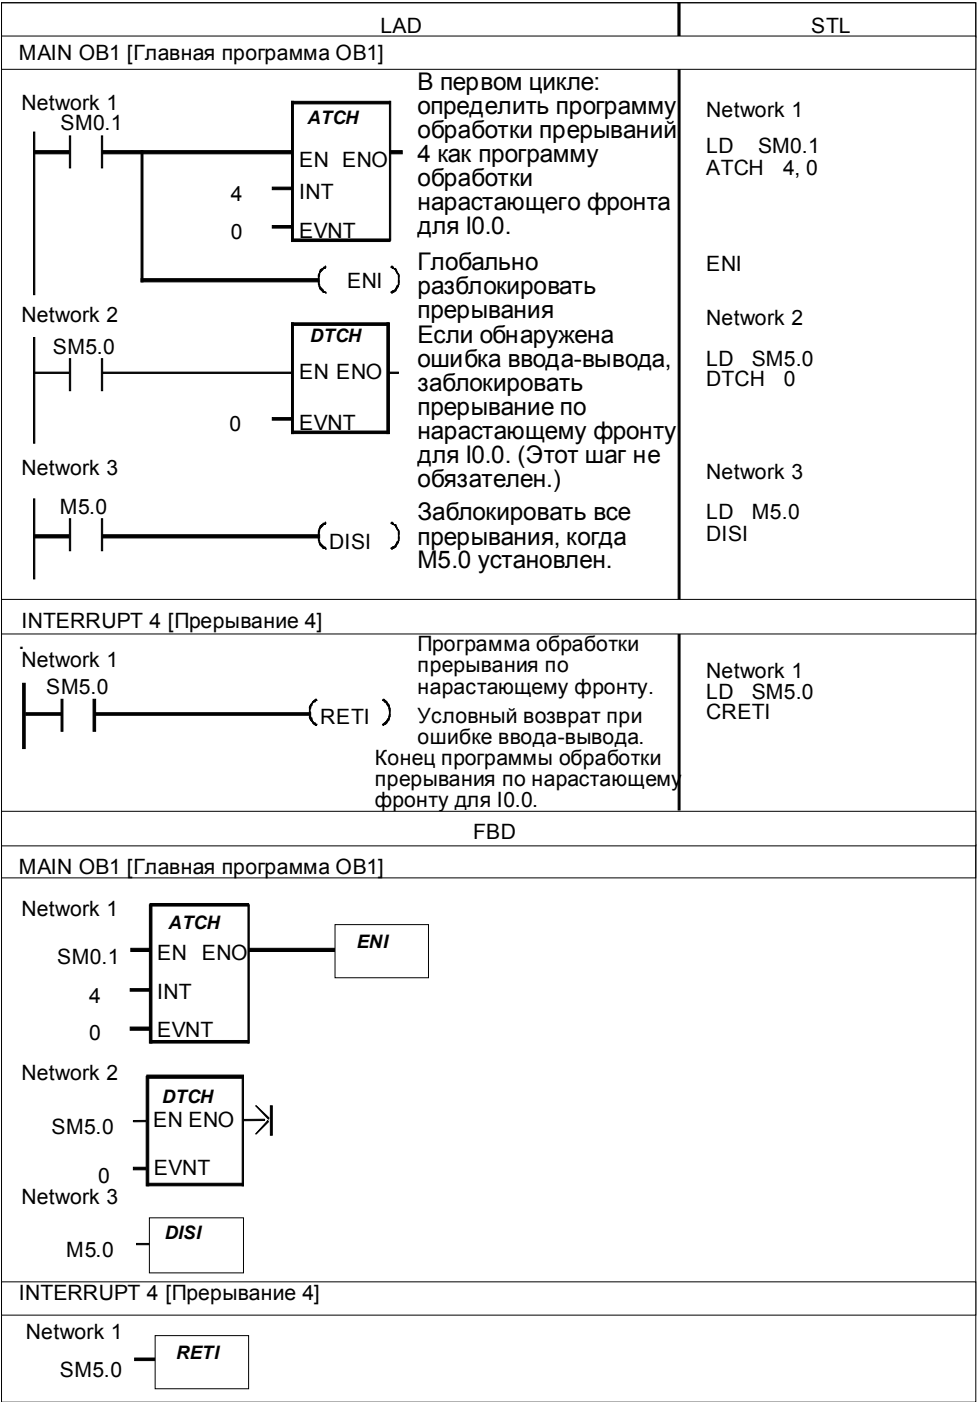 LAD
STL
MAIN OB1 [Главная программа OB1]
Network 1
SM0.1
ATCH
EN ENO
4
INT
0
EVNT
( ENI )
В первом цикле:
определить программу
обработки прерываний
4 как программу
обработки
нарастающего фронта
для I0.0.
Глобально
разблокировать
прерывания
Network 1
LD SM0.1
ATCH 4, 0
ENI
Network 2
SM5.0
DTCH
EN ENO
0
EVNT
Если обнаружена
ошибка ввода-вывода,
заблокировать
прерывание по
нарастающему фронту
для I0.0. (Этот шаг не
обязателен.)
Network 2
LD SM5.0
DTCH 0
Network 3
M5.0
(DISI )
Заблокировать все
прерывания, когда
M5.0 установлен.
Network 3
LD M5.0
DISI
INTERRUPT 4 [Прерывание 4]
Network 1
SM5.0
(RETI )
Программа обработки
прерывания по
нарастающему фронту.
Условный возврат при
ошибке ввода-вывода.
Конец программы обработки
прерывания по нарастающему
фронту для I0.0.
Network 1
LD SM5.0
CRETI
FBD
MAIN OB1 [Главная программа OB1]
Network 1
ATCH
SM0.1
EN ENO
ENI
4
INT
0
EVNT
Network 2
DTCH
SM5.0
EN ENO
0
EVNT
Network 3
M5.0
DISI
INTERRUPT 4 [Прерывание 4]
Network 1
SM5.0
RETI